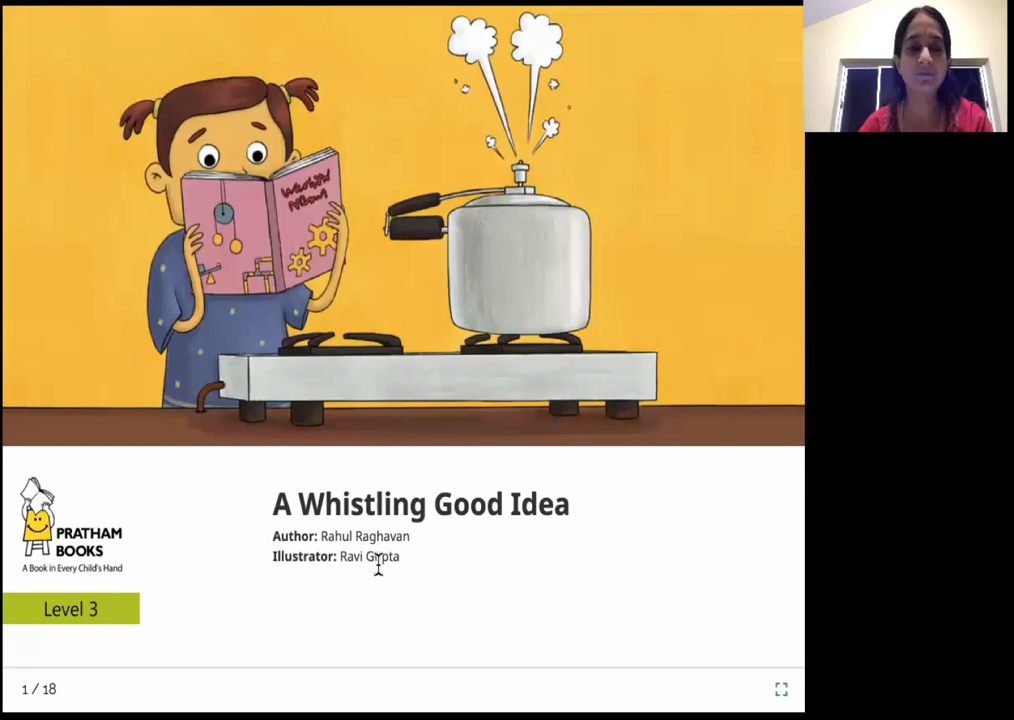 A Whistling Good Idea
Author: Rahul Raghavan
Illustrator: Ravi Gupta
PRATHAM
BOOKS
A Book in Every Child's Hand
Level 3
1 / 18